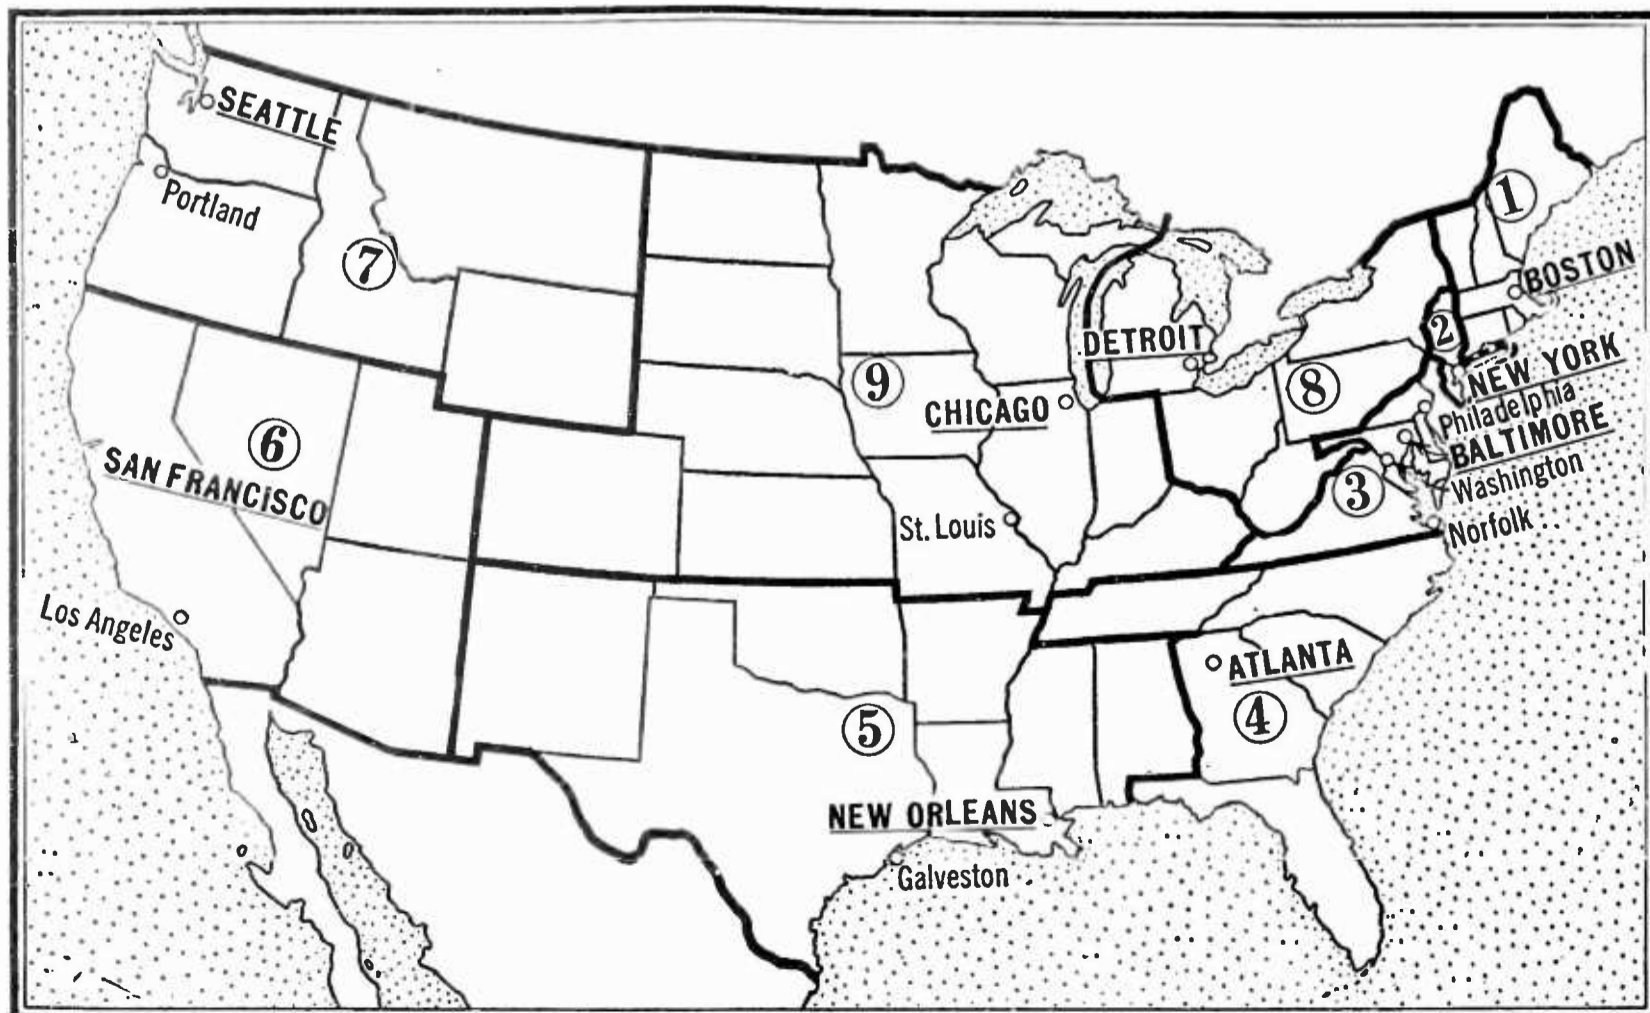 SEATTLE
Portland
7
1
BOSTON
DETROIT
2
NEW YORK
9
8
CHICAGO
Philadelphia
BALTIMORE
6
SAN FRANCISCO
3
Washington
St. Louis
Norfolk
Los Angeles
ATLANTA
5
4
NEW ORLEANS
Galveston